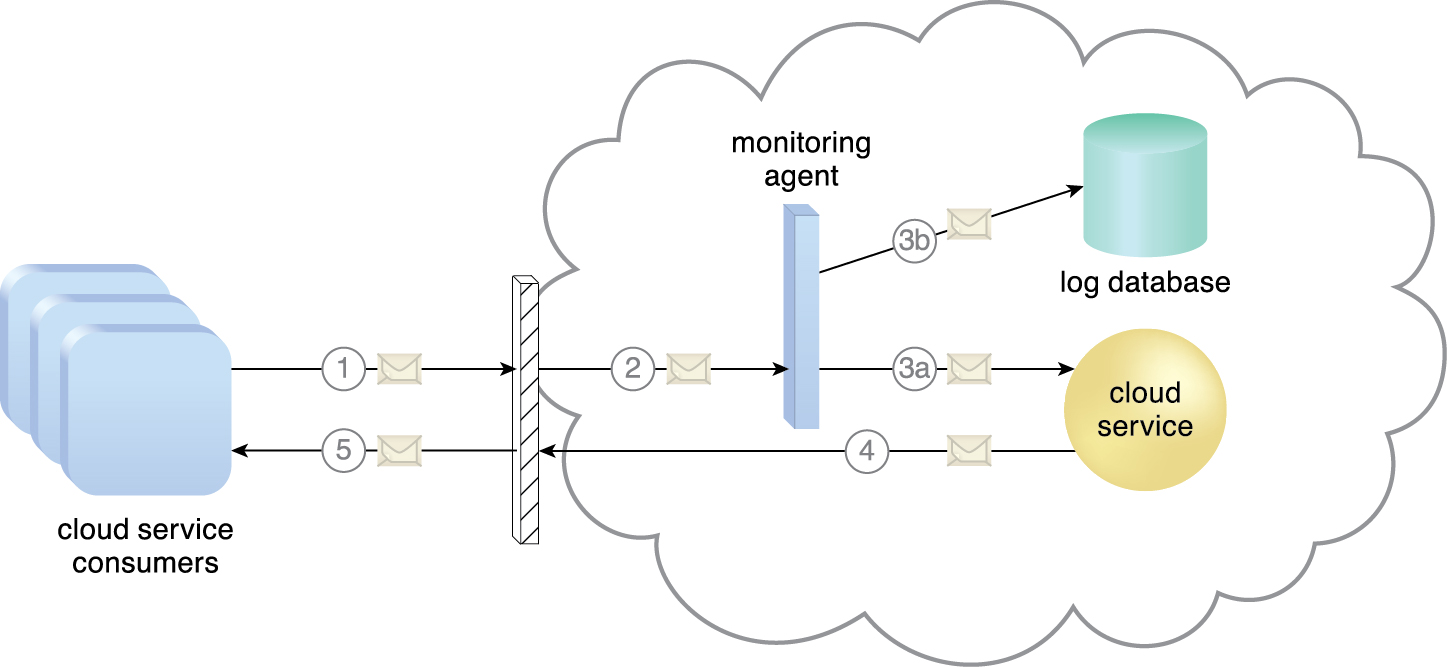 monitoring
agent
3b
log database
1
2
3a
cloud
service
5
4
cloud service
consumers